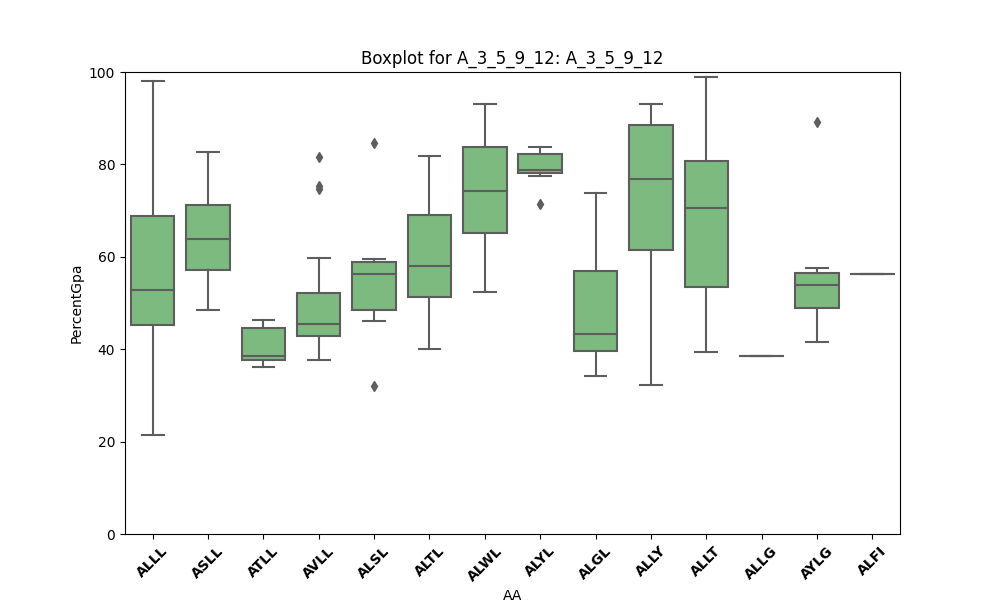 Boxplot for A_3_5_9_12: A_3_5_9_12
100
80
60
40
20
0
PercentGpa
ALLL ASLL ATLL AVLL ALSL ALTL ALWL ALYL ALGL ALLY ALLT ALLG AYLG ALFI
AA